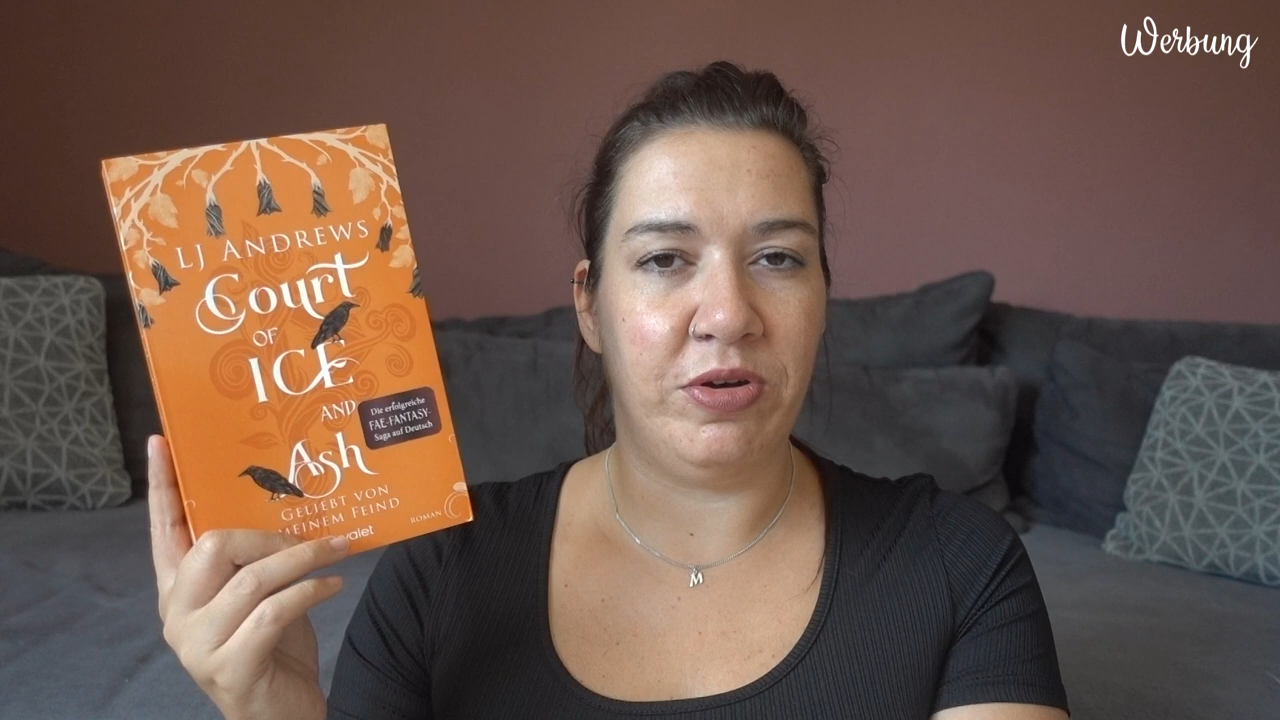 Werbung
LJ ANDREWS
Court
OF
ICE
AND
Ash
Die erfolgreiche
FAE-FANTASY-
Saga auf Deutsch
GELIEBT VON
MEINEM FEIND
ROMAN
M